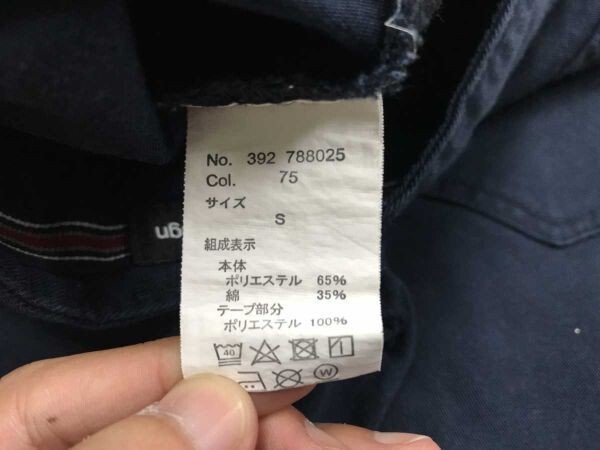 No. 392 788025
Col. 75
サイズ
S
組成表示
本体
ポリエステル 65%
綿 35%
テープ部分
ポリエステル 100%
40
W